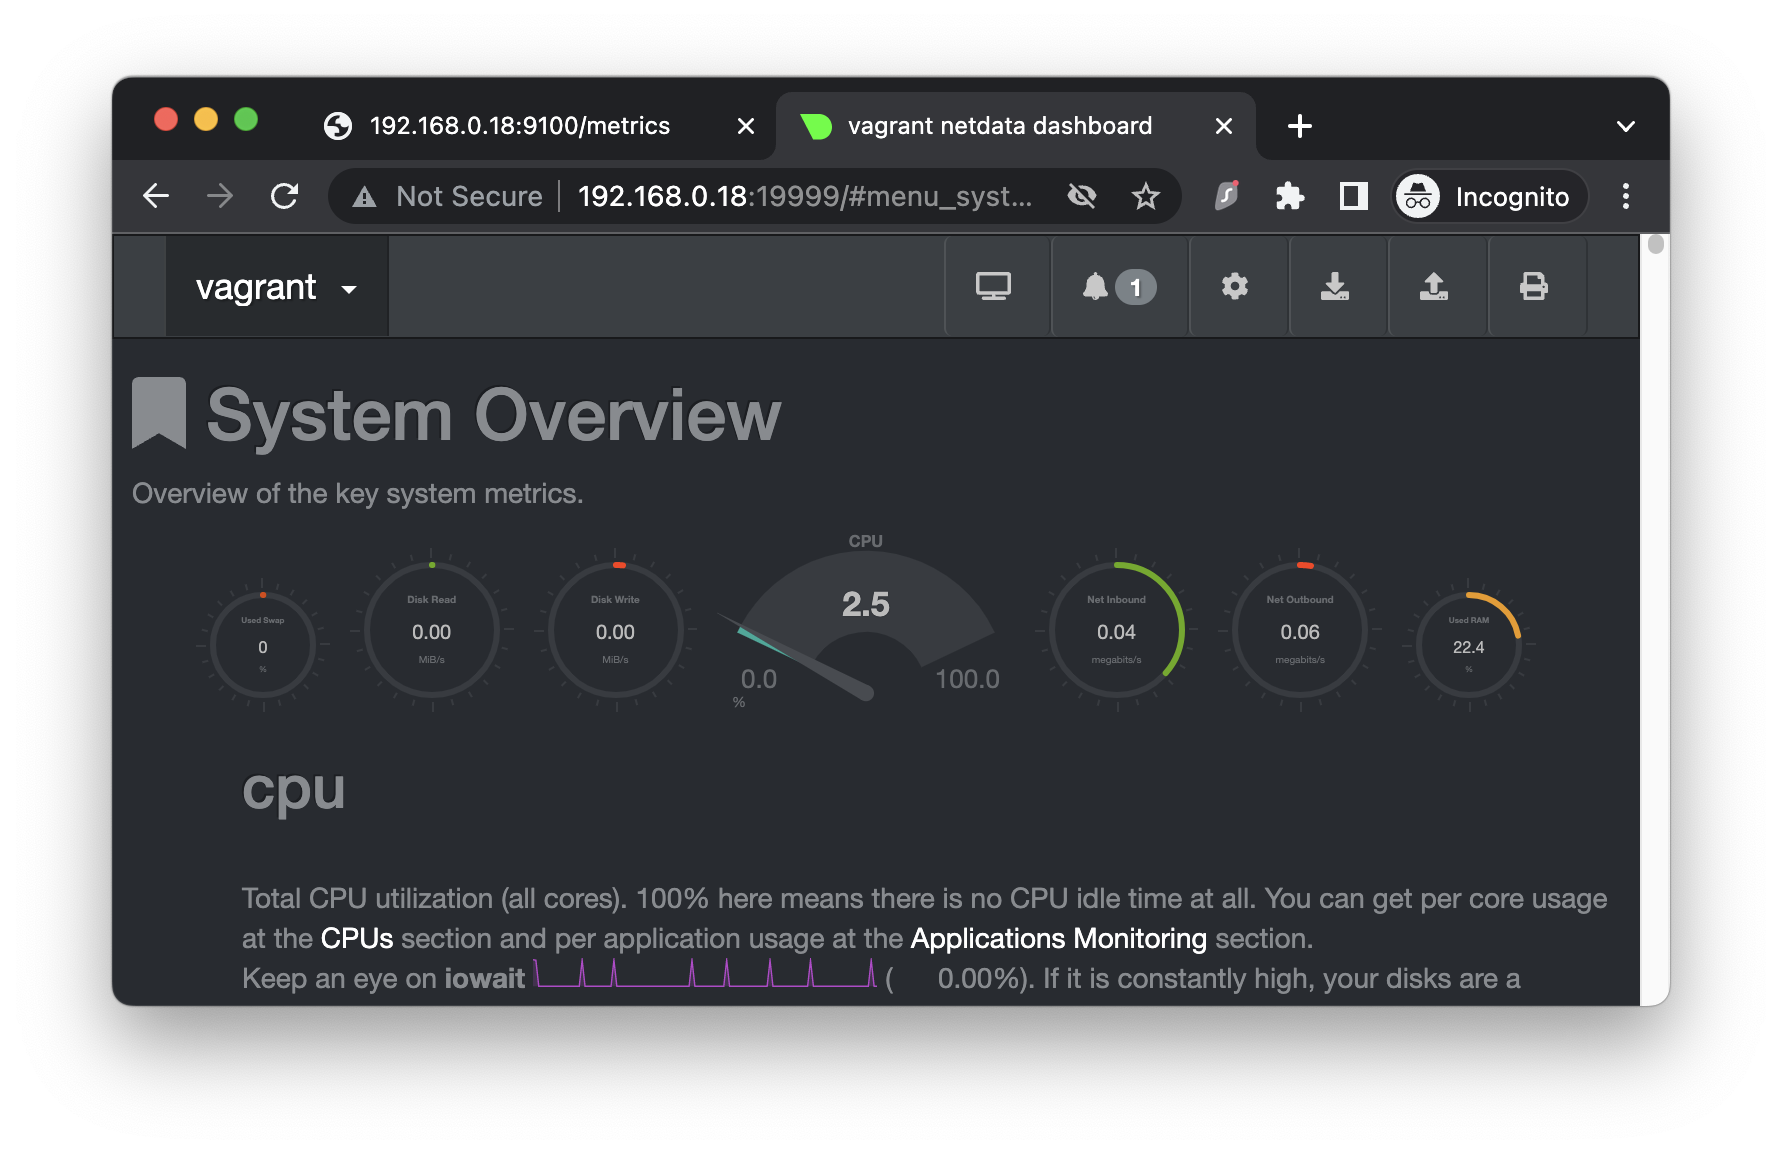 192.168.0.18:9100/metrics
vagrant netdata dashboard
Not Secure
192.168.0.18:19999/#menu_syst...
Incognito
vagrant
1
System Overview
Overview of the key system metrics.
Used Swap
0
%
Disk Read
0.00
MiB/s
Disk Write
0.00
MiB/s
CPU
2.5
0.0
100.0
%
Net Inbound
0.04
megabits/s
Net Outbound
0.06
megabits/s
Used RAM
22.4
%
cpu
Total CPU utilization (all cores). 100% here means there is no CPU idle time at all. You can get per core usage
at the CPUs section and per application usage at the Applications Monitoring section.
Keep an eye on iowait ( 0.00%). If it is constantly high, your disks are a